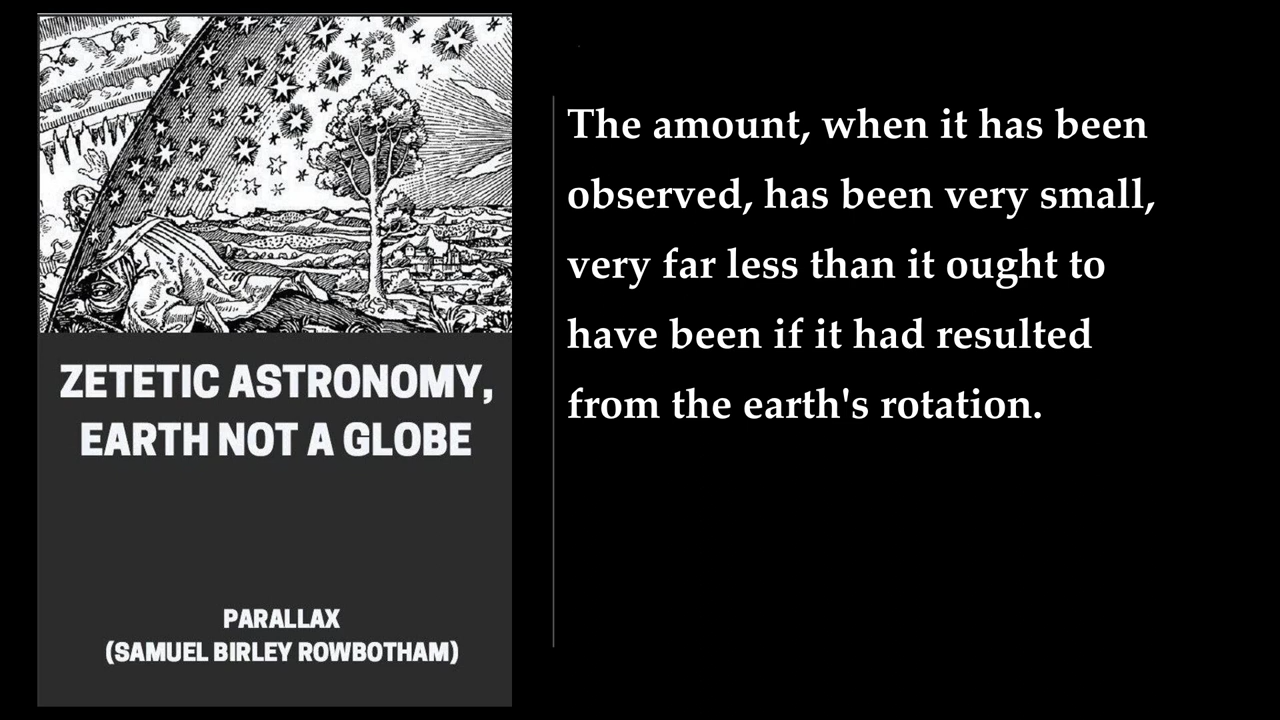 ZETETIC ASTRONOMY,
EARTH NOT A GLOBE
PARALLAX
(SAMUEL BIRLEY ROWBOTHAM)
The amount, when it has been
observed, has been very small,
very far less than it ought to
have been if it had resulted
from the earth's rotation.